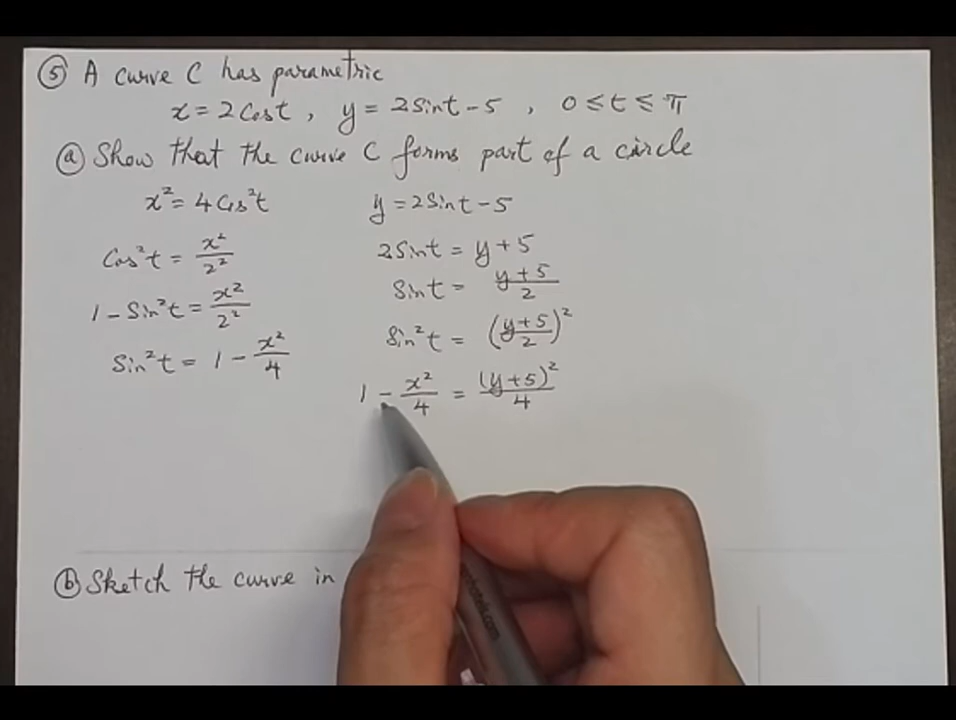 ⑤ A curve C has parametric
x = 2Cost , y = 2Sint - 5 , 0 ≤ t ≤ π
ⓐ Show that the curve C forms part of a circle
x² = 4Cos²t
Cos²t = x²/2²
1 - Sin²t = x²/2²
Sin²t = 1 - x²/4
y = 2Sint - 5
2Sint = y + 5
Sint = (y+5)/2
Sin²t = ((y+5)/2)²
1 - x²/4 = (y+5)²/4
ⓑ Sketch the curve in